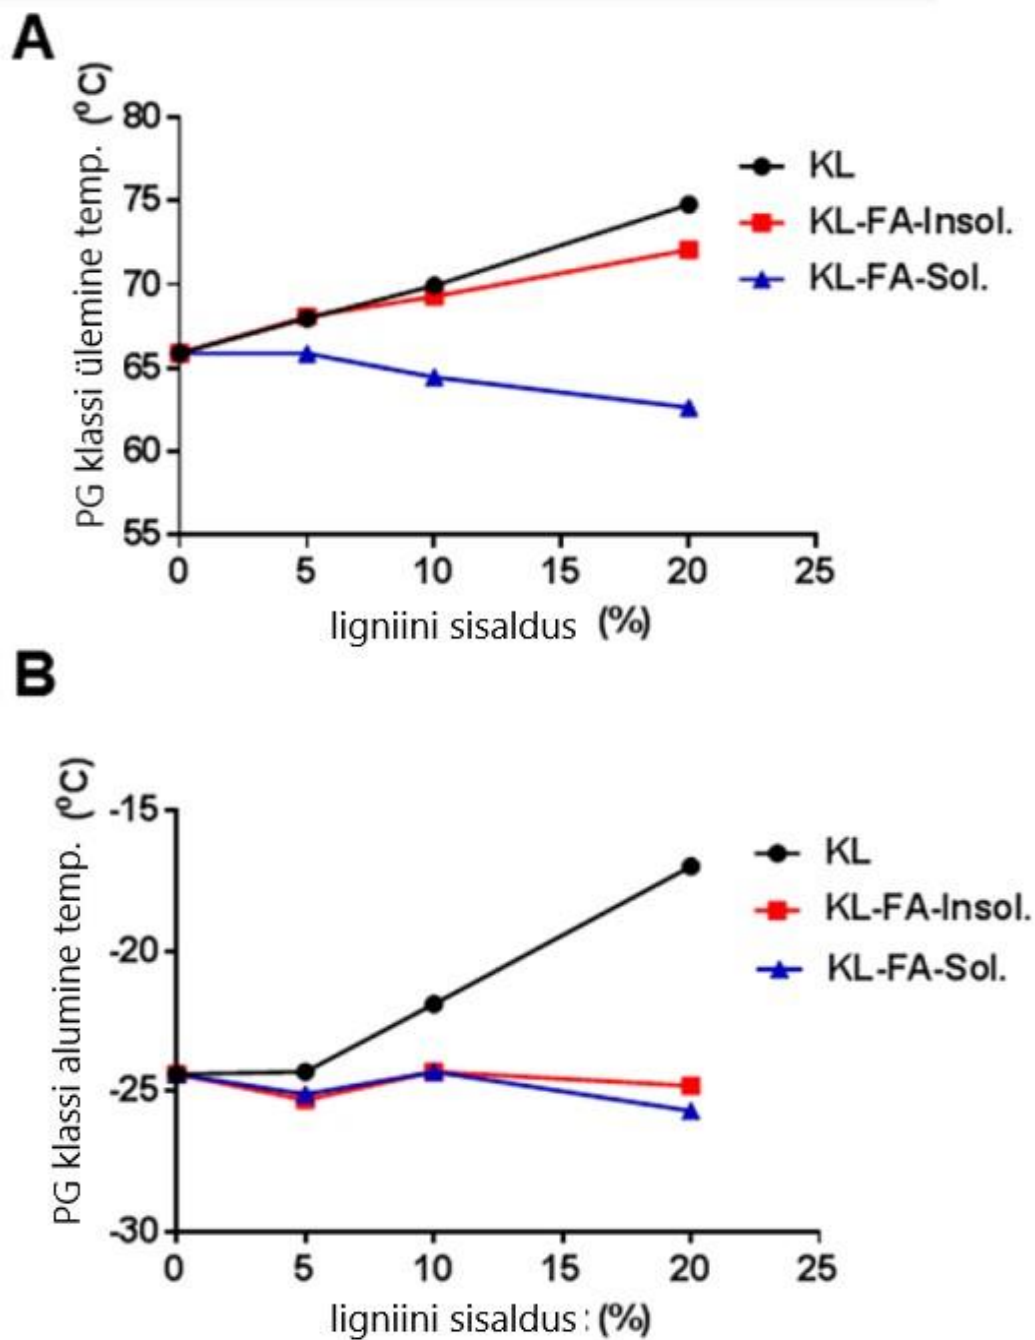 A
PG klassi ülemine temp. (ºC)
80
75
70
65
60
55
0 5 10 15 20 25
ligniini sisaldus (%)
KL
KL-FA-Insol.
KL-FA-Sol.
B
PG klassi alumine temp. (ºC)
-15
-20
-25
-30
0 5 10 15 20 25
ligniini sisaldus : (%)
KL
KL-FA-Insol.
KL-FA-Sol.